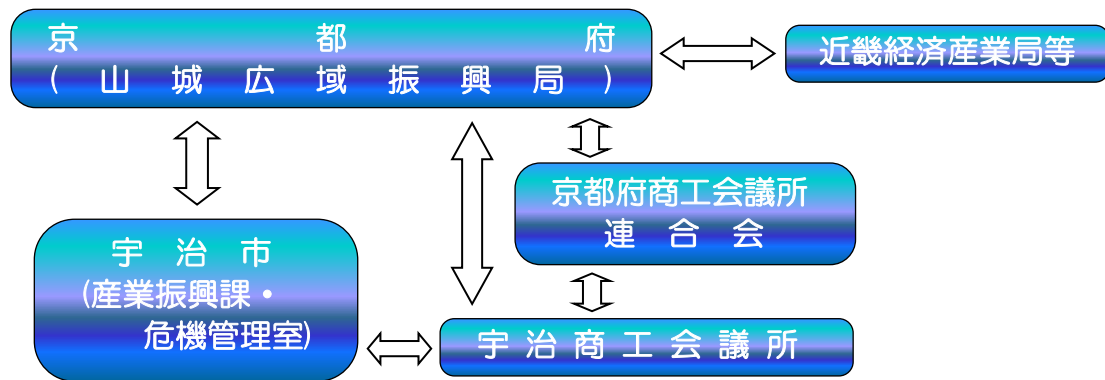 京都府
(山城広域振興局)
近畿経済産業局等
京都府商工会議所
連合会
宇治市
(産業振興課・
危機管理室)
宇治商工会議所